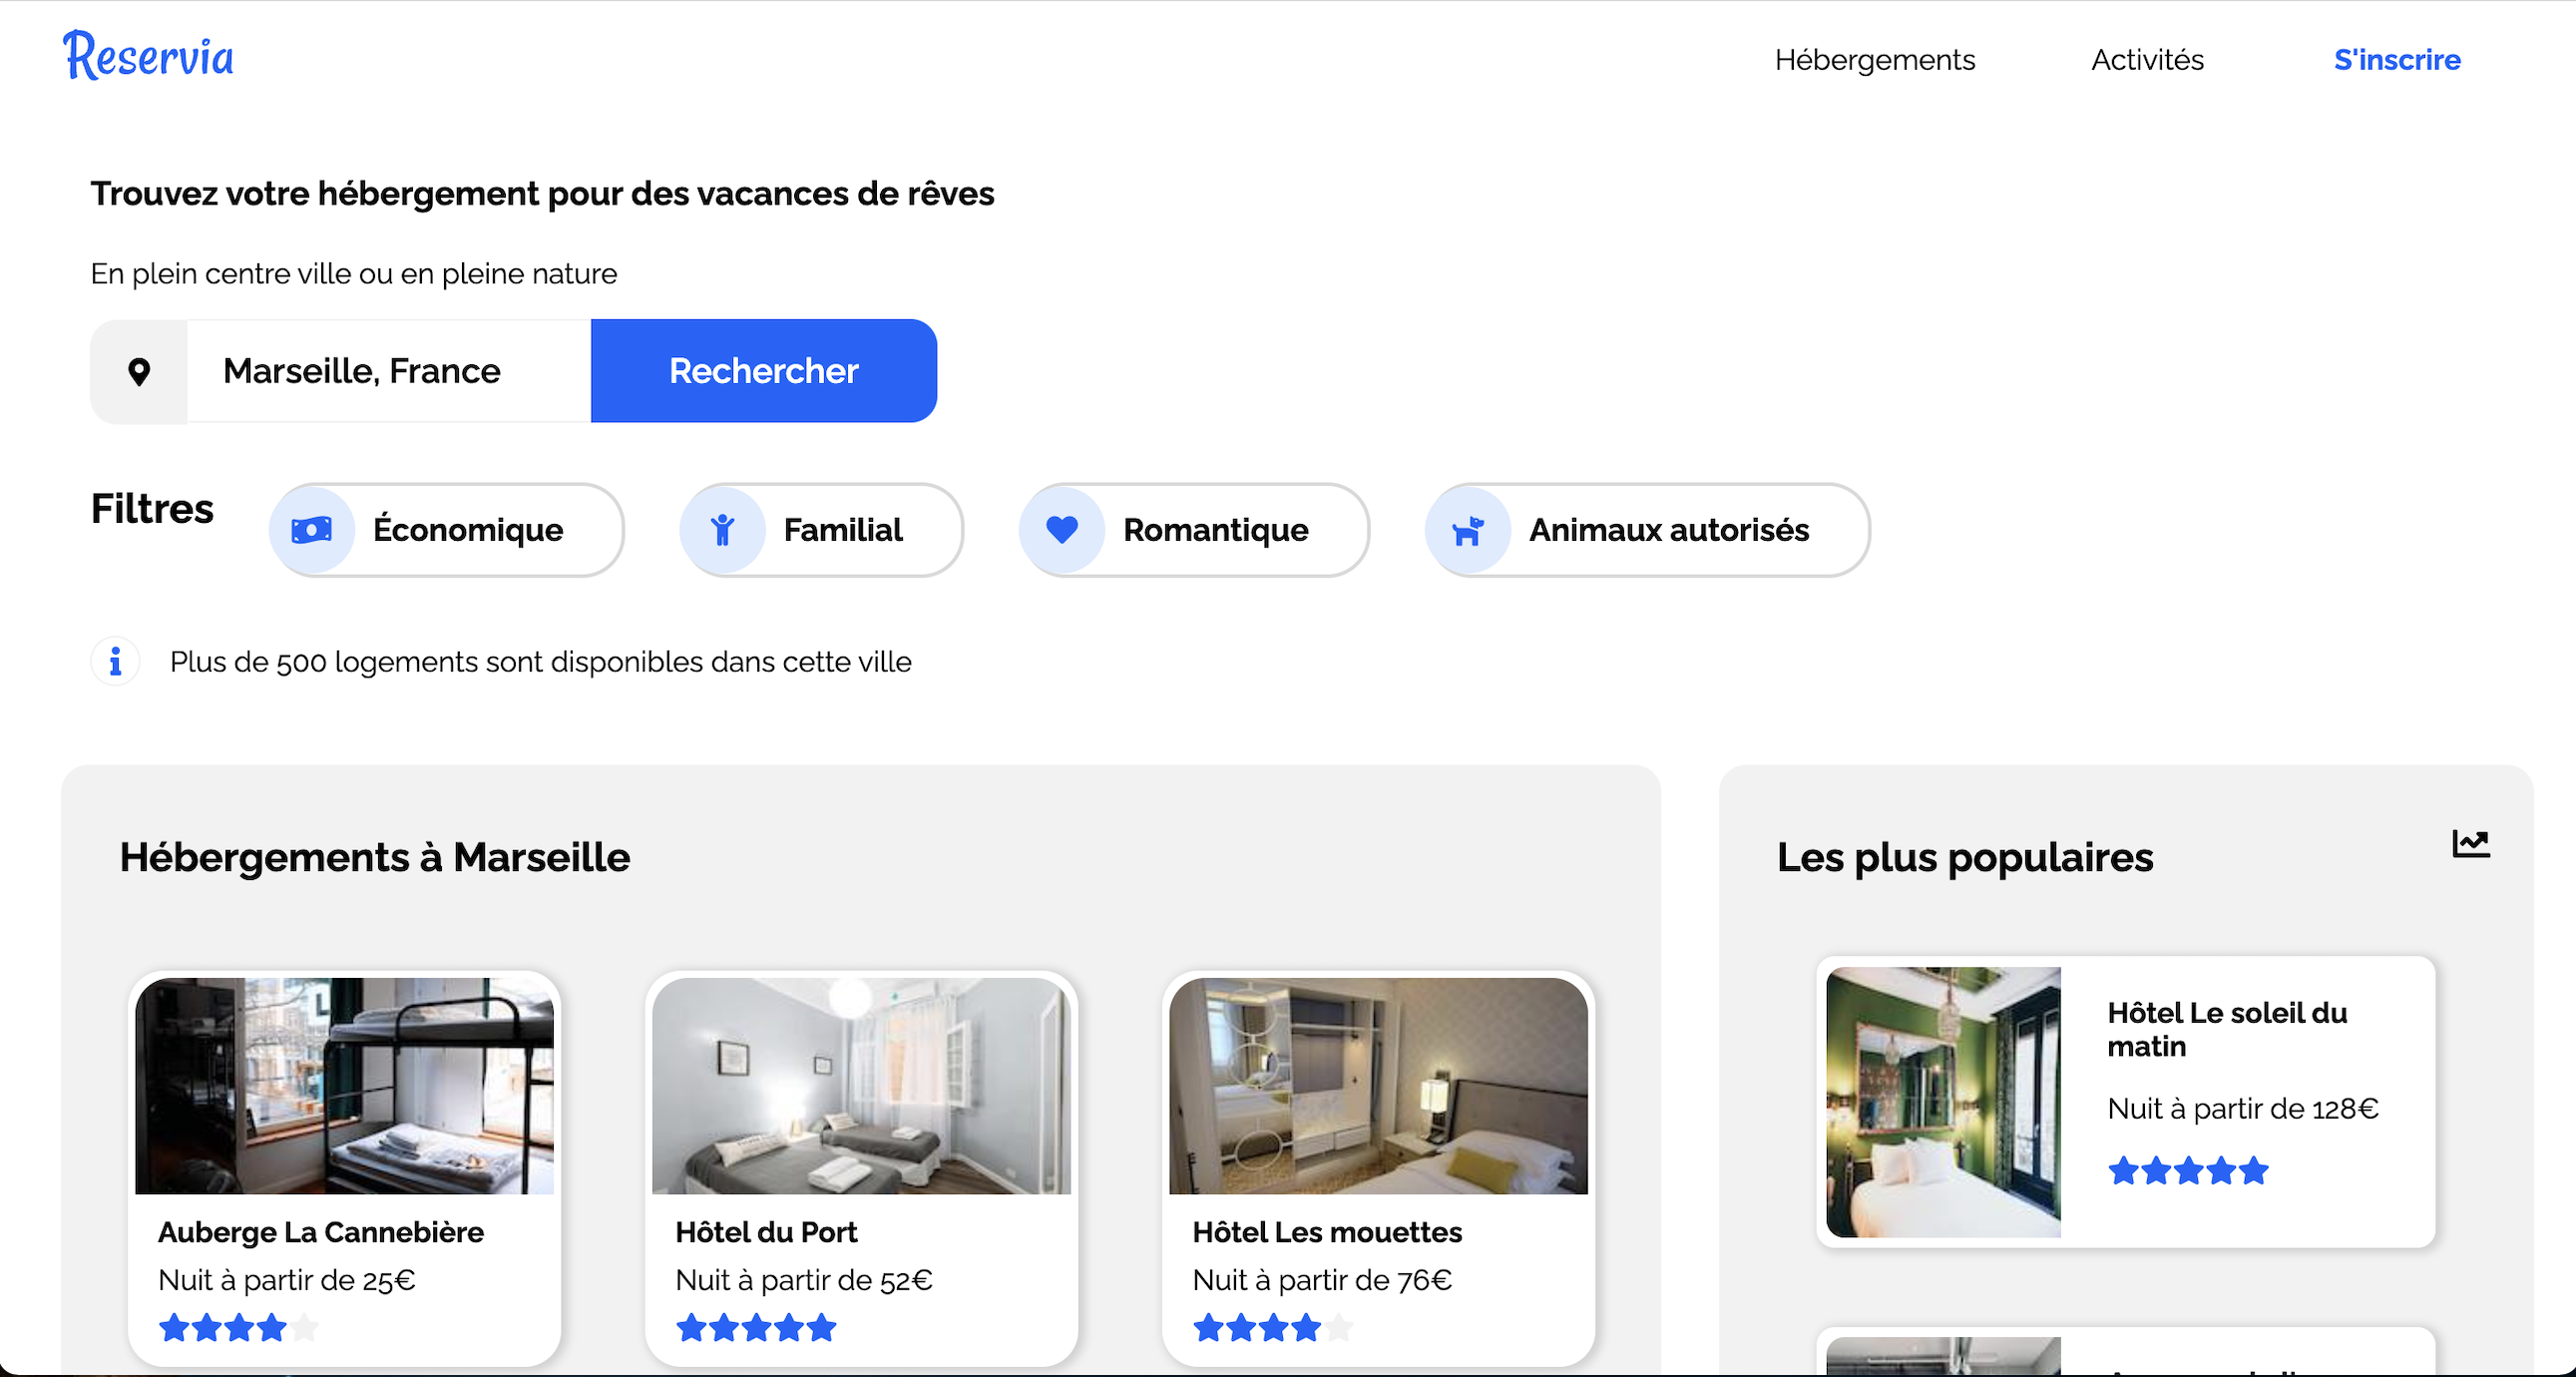 Reservia
Hébergements
Activités
S'inscrire
Trouvez votre hébergement pour des vacances de rêves
En plein centre ville ou en pleine nature
Marseille, France
Rechercher
Filtres
Économique
Familial
Romantique
Animaux autorisés
Plus de 500 logements sont disponibles dans cette ville
Hébergements à Marseille
Auberge La Cannebière
Nuit à partir de 25€
Hôtel du Port
Nuit à partir de 52€
Hôtel Les mouettes
Nuit à partir de 76€
Les plus populaires
Hôtel Le soleil du
matin
Nuit à partir de 128€